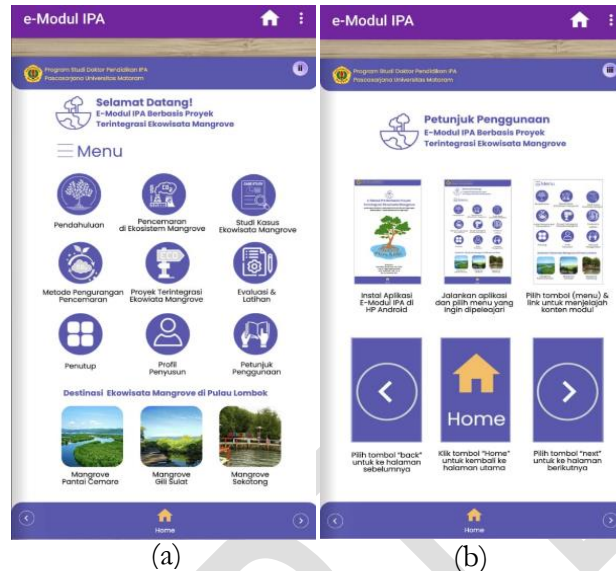 e-Modul IPA
Program Studi Doktor Pendidikan IPA
Pascasarjana Universitas Mataram
ii
Selamat Datang!
E-Modul IPA Berbasis Proyek
Terintegrasi Ekowisata Mangrove
Menu
Pendahuluan
Pencemaran
di Ekosistem Mangrove
Studi Kasus
Ekowisata Mangrove
Metode Pengurangan
Pencemaran
Proyek Terintegrasi
Ekowiata Mangrove
Evaluasi &
Latihan
Penutup
Profil
Penyusun
Petunjuk
Penggunaan
Destinasi Ekowisata Mangrove di Pulau Lombok
Mangrove
Pantai Cemare
Mangrove
Gili Sulat
Mangrove
Sekotong
Home
(a)
e-Modul IPA
Program Studi Doktor Pendidikan IPA
Pascasarjana Universitas Mataram
iii
Petunjuk Penggunaan
E-Modul IPA Berbasis Proyek
Terintegrasi Ekowisata Mangrove
Menu
Instal Aplikasi
E-Modul IPA di
HP Android
Jalankan aplikasi
dan pilih menu yang
ingin dipelajari
Pilih tombol (menu) &
link untuk menjelajah
konten modul
Home
Pilih tombol "back"
untuk ke halaman
sebelumnya
Klik tombol "Home"
untuk kembali ke
halaman utama
Pilih tombol "next"
untuk ke halaman
berikutnya
Home
(b)